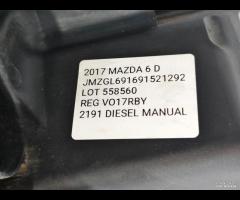 2017 MAZDA 6 D
JMZGL691691521292
LOT 558560
REG VO17RBY
2191 DIESEL MANUAL